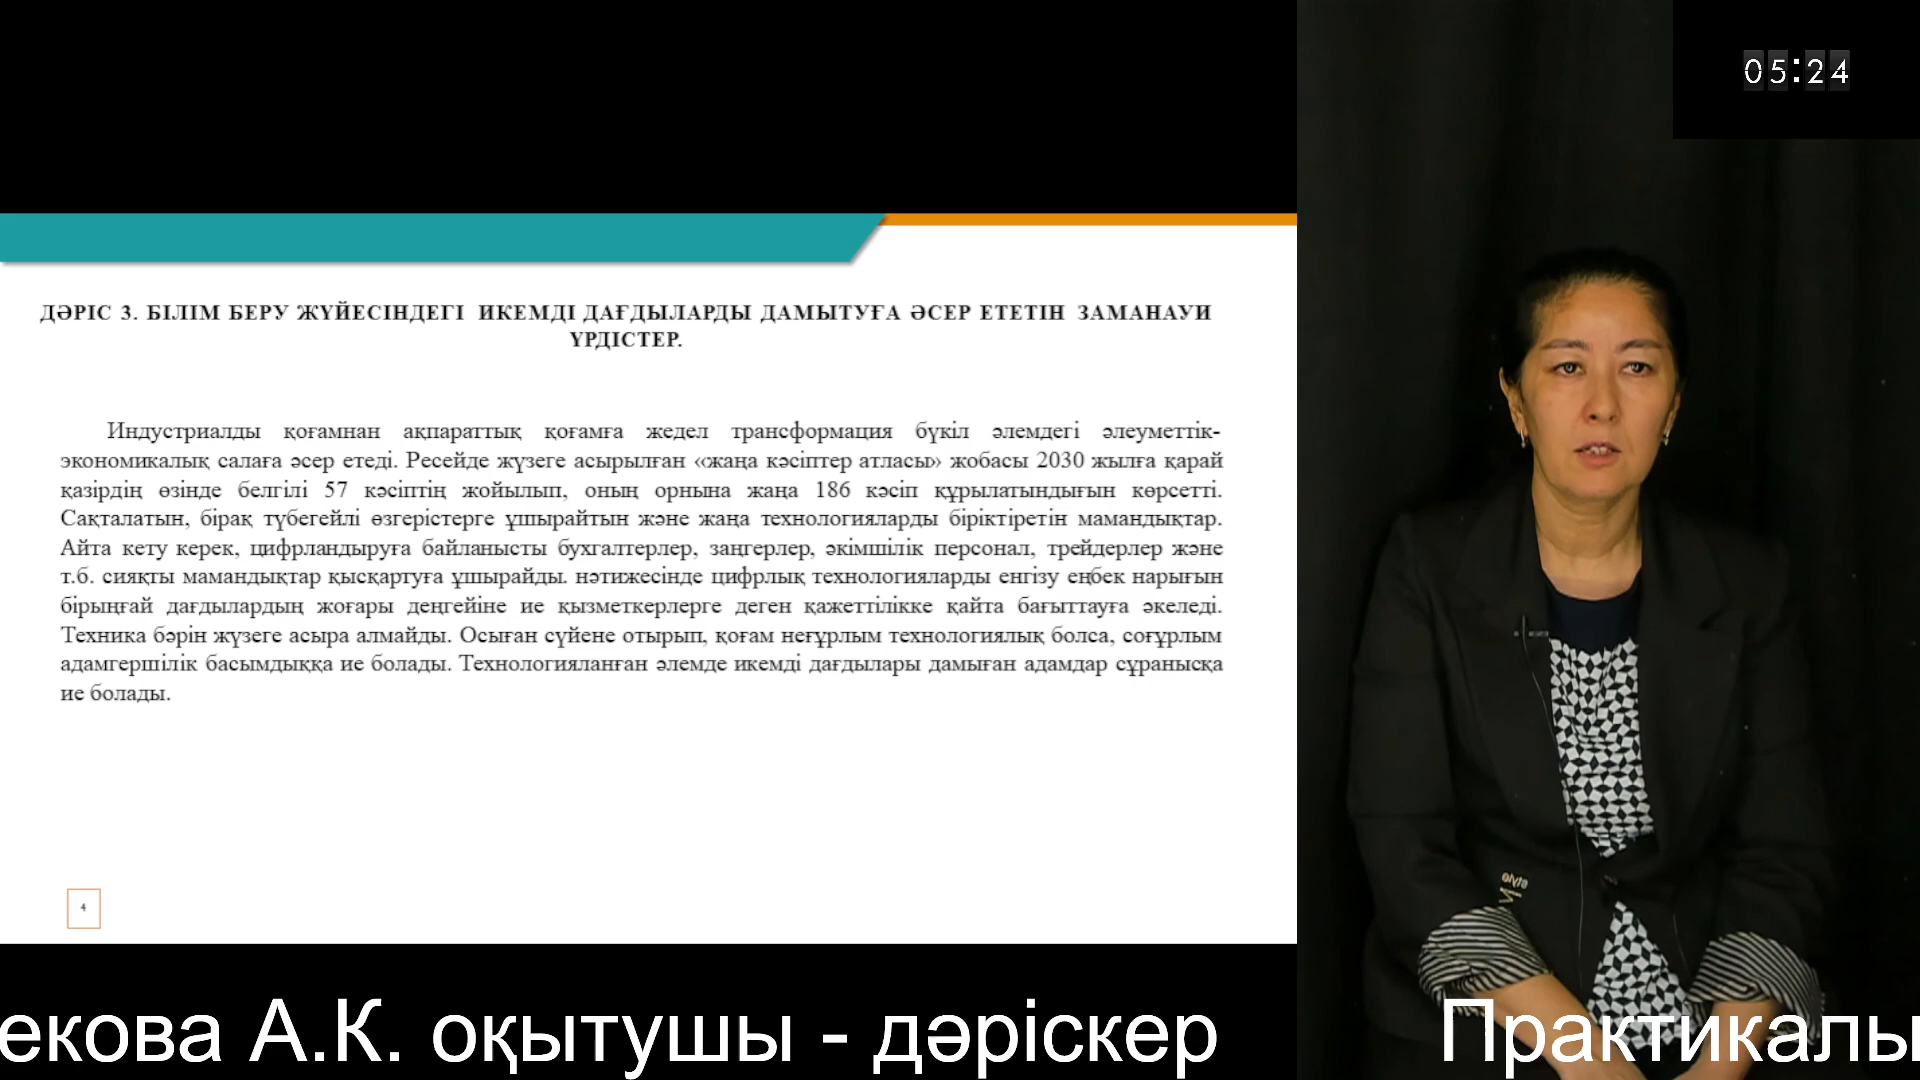 05:24
ДӘРІС 3. БІЛІМ БЕРУ ЖҮЙЕСІНДЕГІ ИКЕМДІ ДАҒДЫЛАРДЫ ДАМЫТУҒА ӘСЕР ЕТЕТІН ЗАМАНАУИ
ҮРДІСТЕР.
Индустриалды қоғамнан ақпараттық қоғамға жедел трансформация бүкіл әлемдегі әлеуметтік-
экономикалық салаға әсер етеді. Ресейде жүзеге асырылған «жаңа кәсіптер атласы» жобасы 2030 жылға қарай
қазірдің өзінде белгілі 57 кәсіптің жойылып, оның орнына жаңа 186 кәсіп құрылатындығын көрсетті.
Сақталатын, бірақ түбегейлі өзгерістерге ұшырайтын және жаңа технологияларды біріктіретін мамандықтар.
Айта кету керек, цифрландыруға байланысты бухгалтерлер, заңгерлер, әкімшілік персонал, трейдерлер және
т.б. сияқты мамандықтар қысқартуға ұшырайды. нәтижесінде цифрлық технологияларды енгізу еңбек нарығын
бірыңғай дағдылардың жоғары деңгейіне ие қызметкерлерге деген қажеттілікке қайта бағыттауға әкеледі.
Техника бәрін жүзеге асыра алмайды. Осыған сүйене отырып, қоғам неғұрлым технологиялық болса, соғұрлым
адамгершілік басымдыққа ие болады. Технологияланған әлемде икемді дағдылары дамыған адамдар сұранысқа
ие болады.
4
екова А.К. оқытушы - дәріскер Практикалы